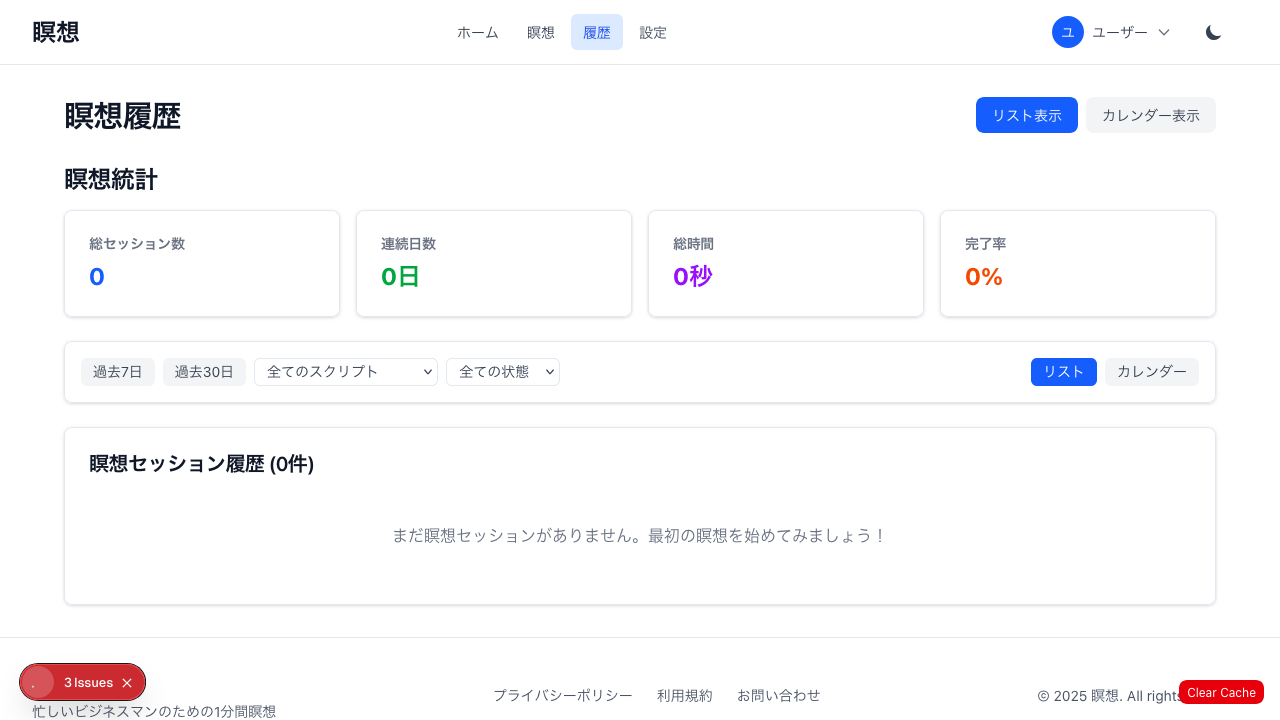 瞑想
ホーム 瞑想 履歴 設定
ユ ユーザー
瞑想履歴
リスト表示 カレンダー表示
瞑想統計
総セッション数 連続日数 総時間 完了率
0 0日 0秒 0%
過去7日 過去30日 全てのスクリプト 全ての状態 リスト カレンダー
瞑想セッション履歴 (0件)
まだ瞑想セッションがありません。最初の瞑想を始めてみましょう！
3 Issues
プライバシーポリシー 利用規約 お問い合わせ
© 2025 瞑想. All rights
Clear Cache
忙しいビジネスマンのための1分間瞑想